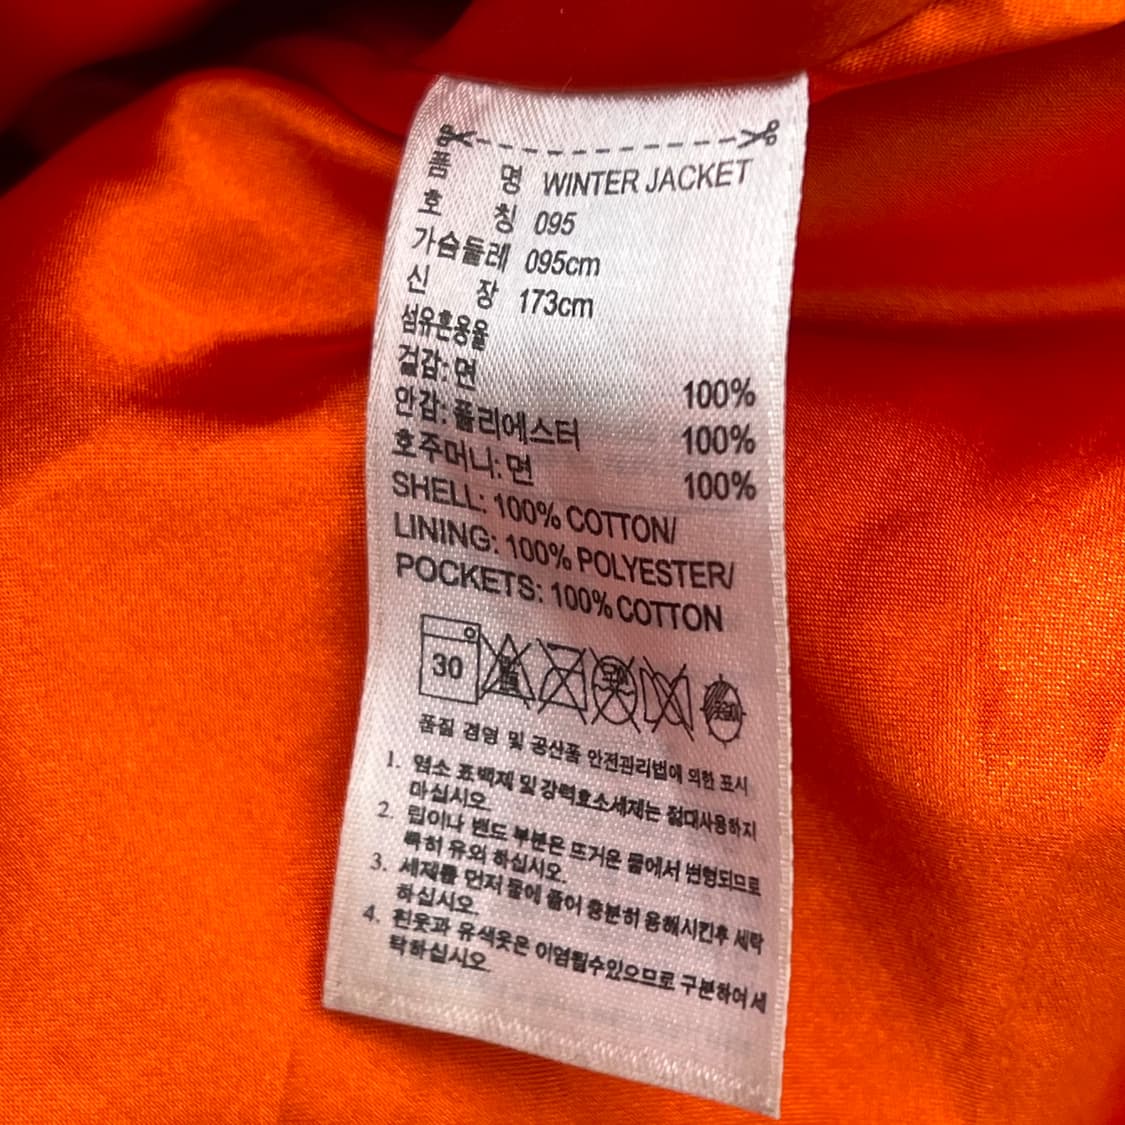 품 명 WINTER JACKET
호 칭 095
가슴둘레 095cm
신 장 173cm
섬유혼용율
겉감: 면 100%
안감: 폴리에스터 100%
호주머니: 면 100%
SHELL: 100% COTTON/
LINING: 100% POLYESTER/
POCKETS: 100% COTTON
30
품질 경영 및 공산품 안전관리법에 의한 표시
1. 염소 표백제 및 강력효소세제는 절대사용하지
마십시오.
2. 립이나 밴드 부분은 뜨거운 물에서 변형되므로
특히 유의 하십시오.
3. 세제를 먼저 물에 풀어 충분히 용해시킨후 세탁
하십시오.
4. 흰옷과 유색옷은 이염될수있으므로 구분하여 세
탁하십시오.